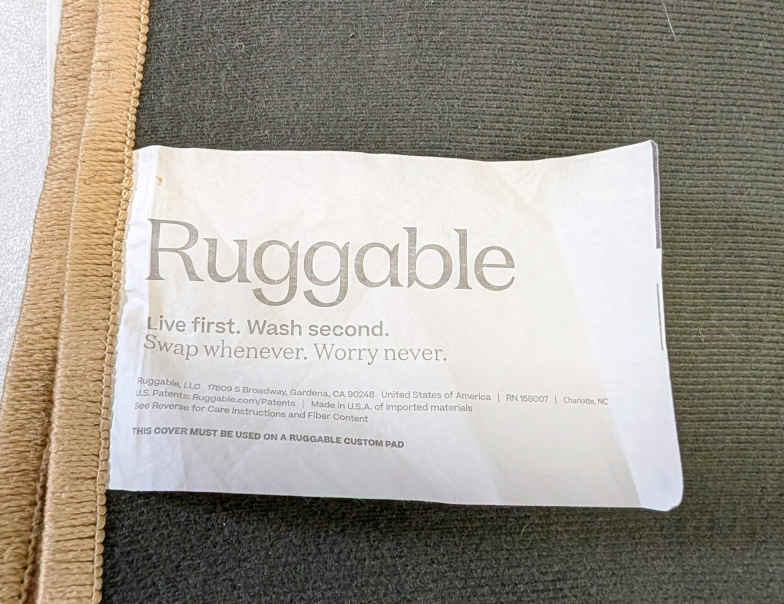 Ruggable
Live first. Wash second.
Swap whenever. Worry never.
Ruggable, LLC 17809 S Broadway, Gardena, CA 90248 United States of America | RN 158007 | Charlotte, NC
U.S. Patents: Ruggable.com/Patents | Made in U.S.A. of imported materials
See Reverse for Care Instructions and Fiber Content
THIS COVER MUST BE USED ON A RUGGABLE CUSTOM PAD